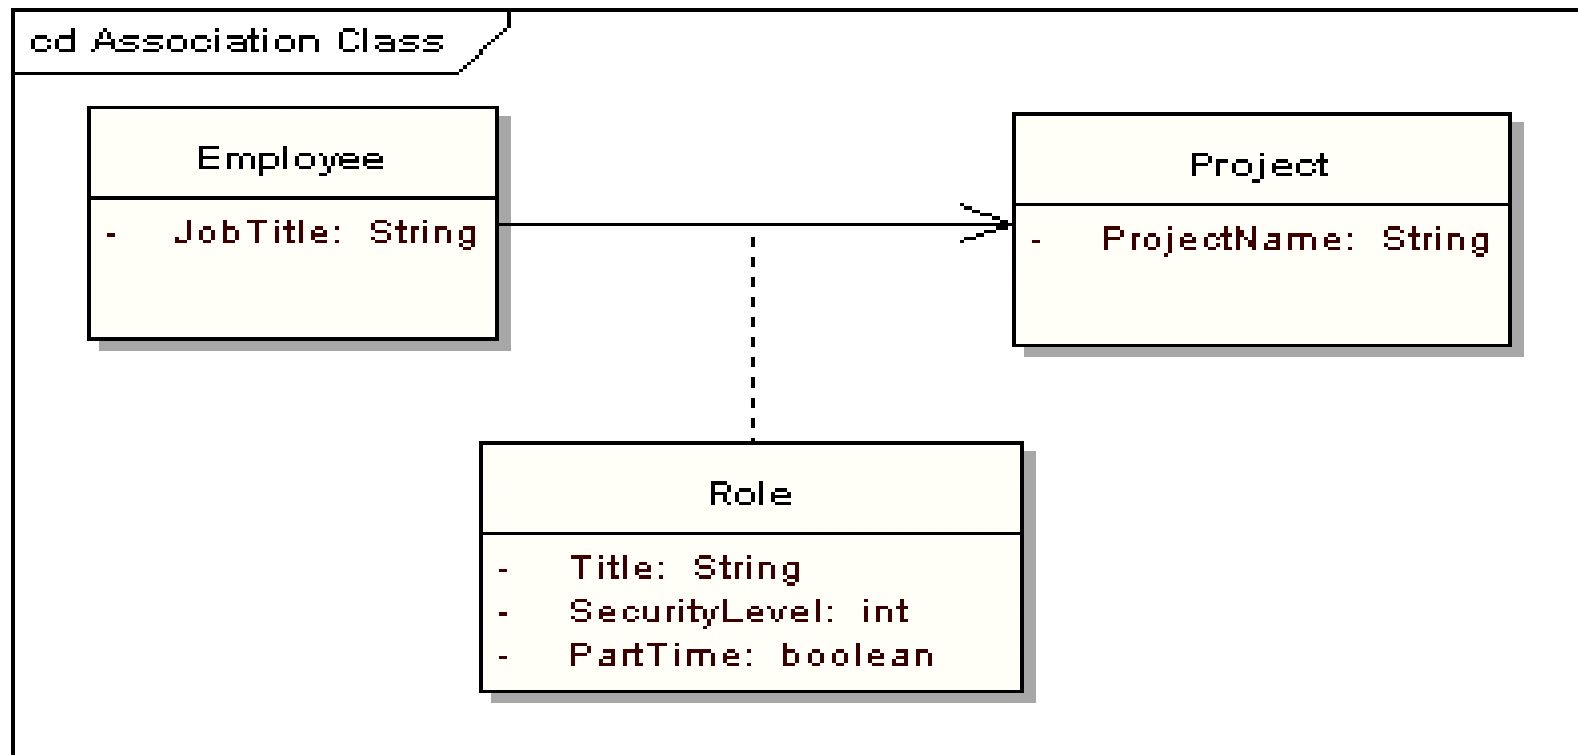 cd Association Class
Employee
- JobTitle: String
Project
- ProjectName: String
Role
- Title: String
- SecurityLevel: int
- PartTime: boolean